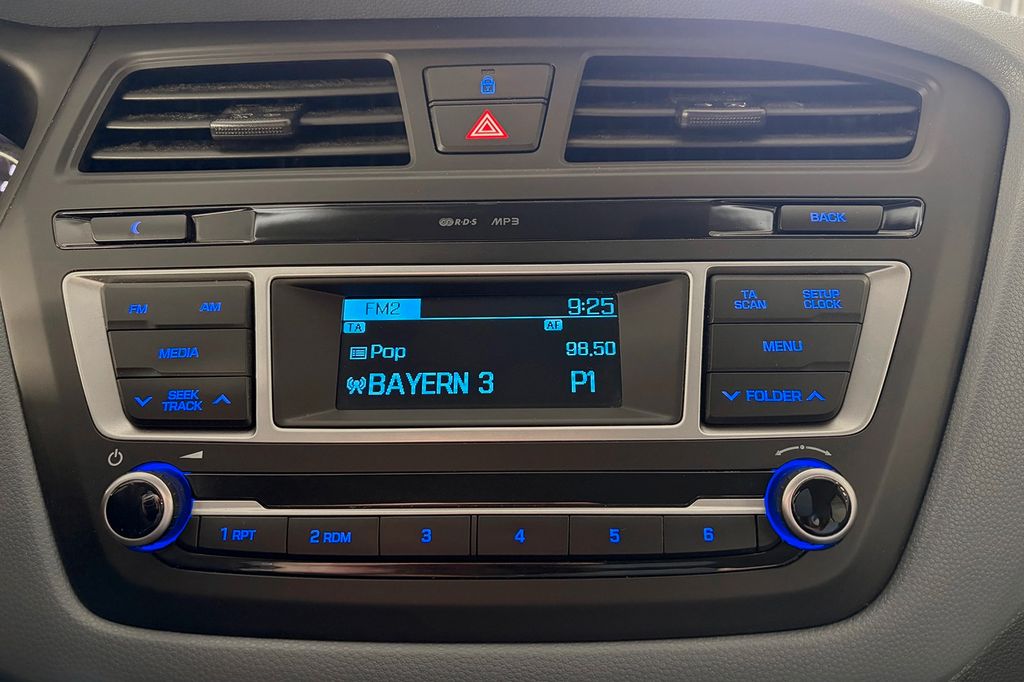 R·D·S MP3
BACK
FM AM
MEDIA
SEEK
TRACK
FM2 9:25
TA AF
Pop 98.50
BAYERN 3 P1
TA
SCAN
SETUP
CLOCK
MENU
FOLDER
1 RPT 2 RDM 3 4 5 6